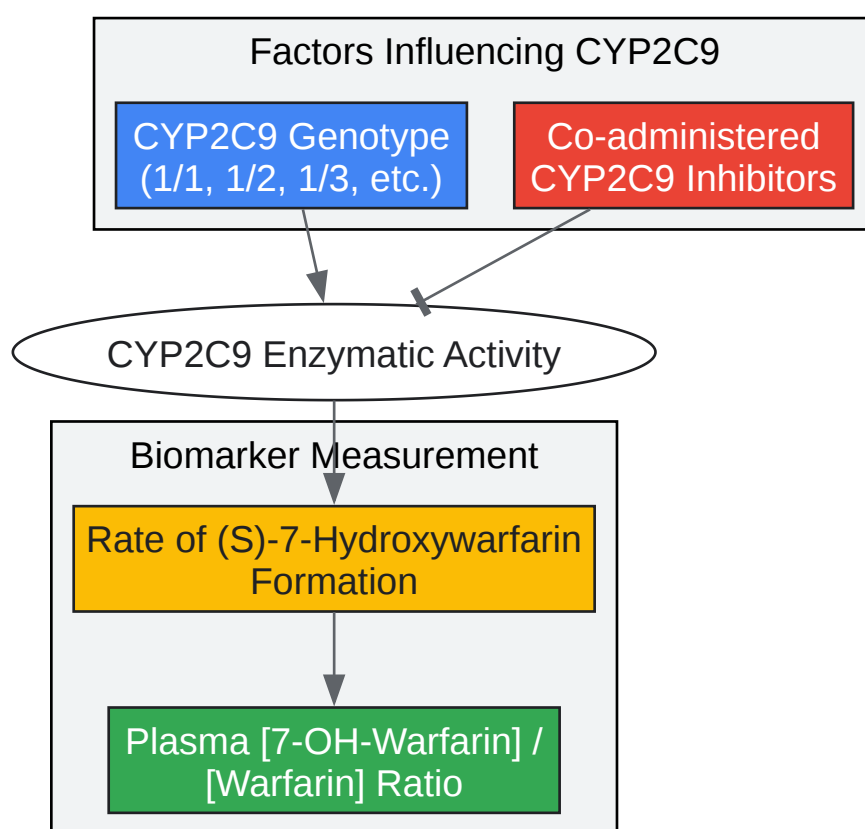 Factors Influencing CYP2C9
CYP2C9 Genotype
(1/1, 1/2, 1/3, etc.)
Co-administered
CYP2C9 Inhibitors
CYP2C9 Enzymatic Activity
Biomarker Measurement
Rate of (S)-7-Hydroxywarfarin
Formation
Plasma [7-OH-Warfarin] /
[Warfarin] Ratio